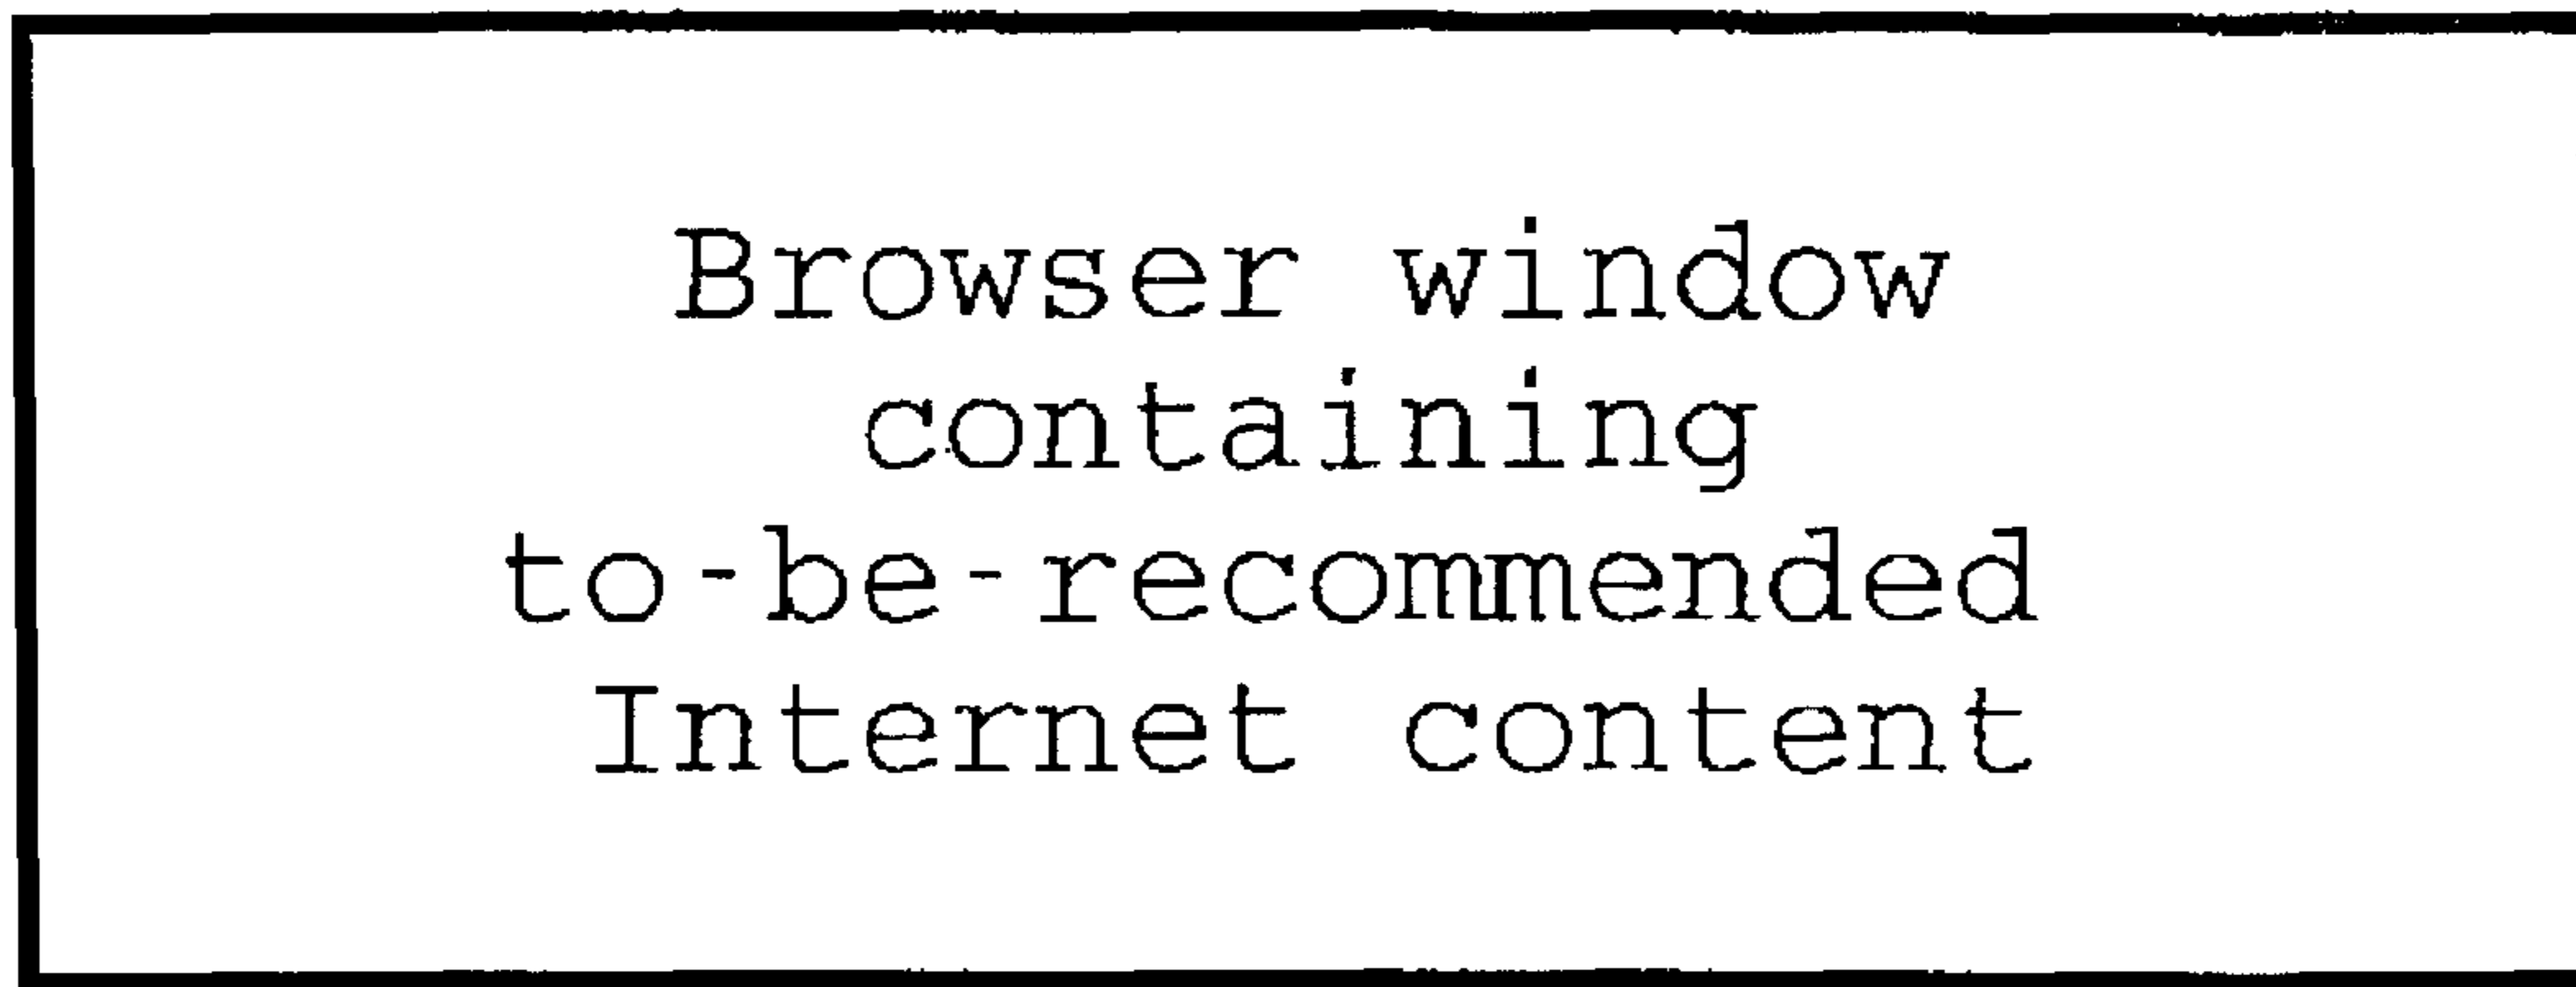 Browser window
containing
to-be-recommended
Internet content